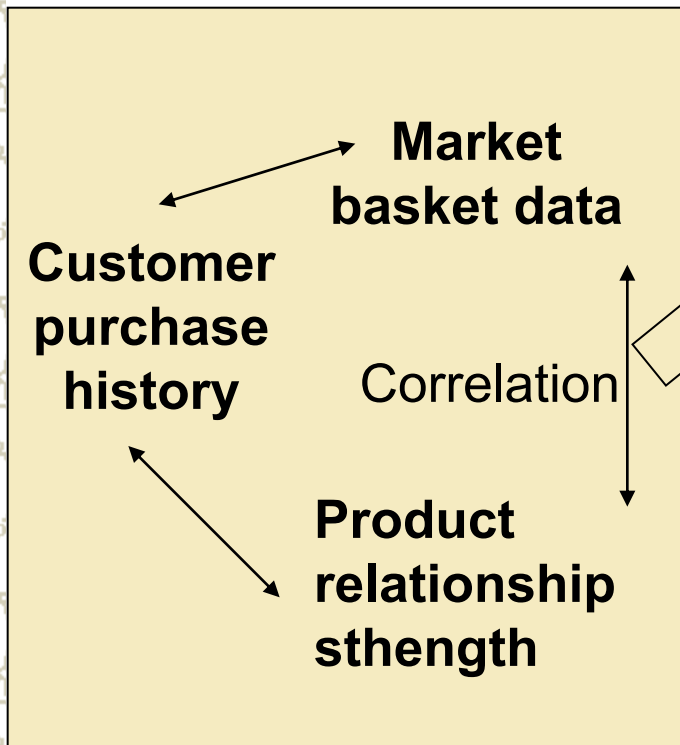 Market
basket data
Customer
purchase
history
Correlation
Product
relationship
sthength